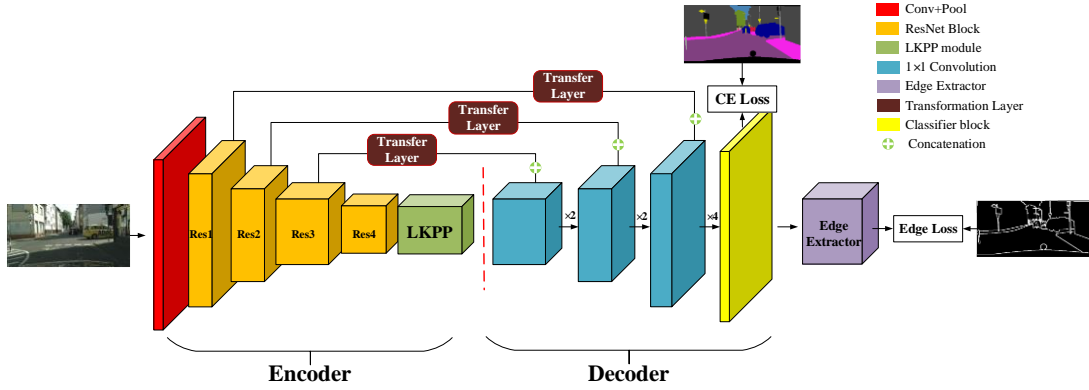 Conv+Pool
ResNet Block
LKPP module
1×1 Convolution
Edge Extractor
Transformation Layer
Classifier block
Concatenation
Transfer
Layer
Transfer
Layer
Transfer
Layer
CE Loss
Res1
Res2
Res3
Res4
LKPP
×2
×2
×4
Edge
Extractor
Edge Loss
Encoder
Decoder